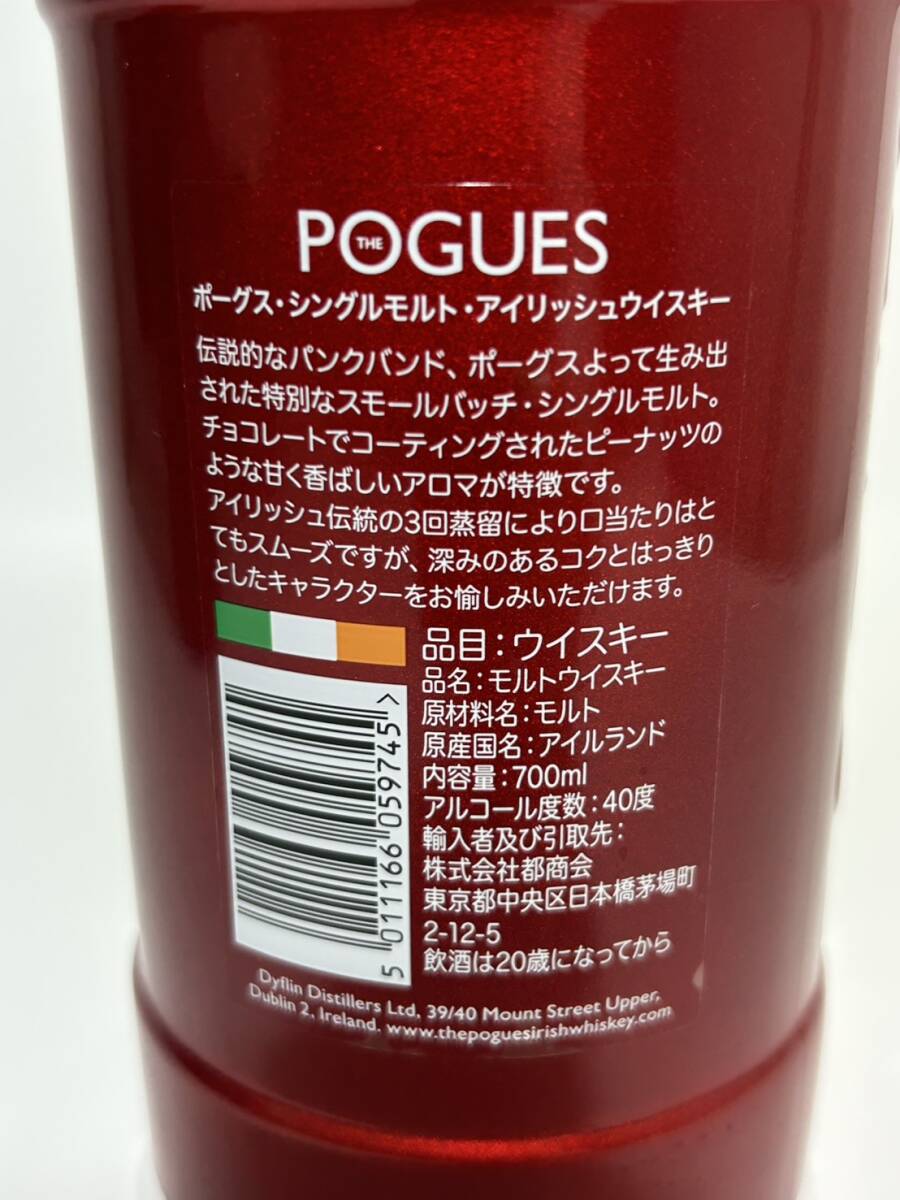 THE POGUES
ポーグス・シングルモルト・アイリッシュウイスキー
伝説的なパンクバンド、ポーグスよって生み出
された特別なスモールバッチ・シングルモルト。
チョコレートでコーティングされたピーナッツの
ような甘く香ばしいアロマが特徴です。
アイリッシュ伝統の3回蒸留により口当たりはと
てもスムーズですが、深みのあるコクとはっきり
としたキャラクターをお愉しみいただけます。
品目：ウイスキー
品名：モルトウイスキー
原材料名：モルト
原産国名：アイルランド
内容量：700ml
アルコール度数：40度
輸入者及び引取先：
株式会社都商会
東京都中央区日本橋茅場町
2-12-5
飲酒は20歳になってから
5 011166 059745 >
Dyflin Distillers Ltd, 39/40 Mount Street Upper,
Dublin 2, Ireland, www.thepoguesirishwhiskey.com